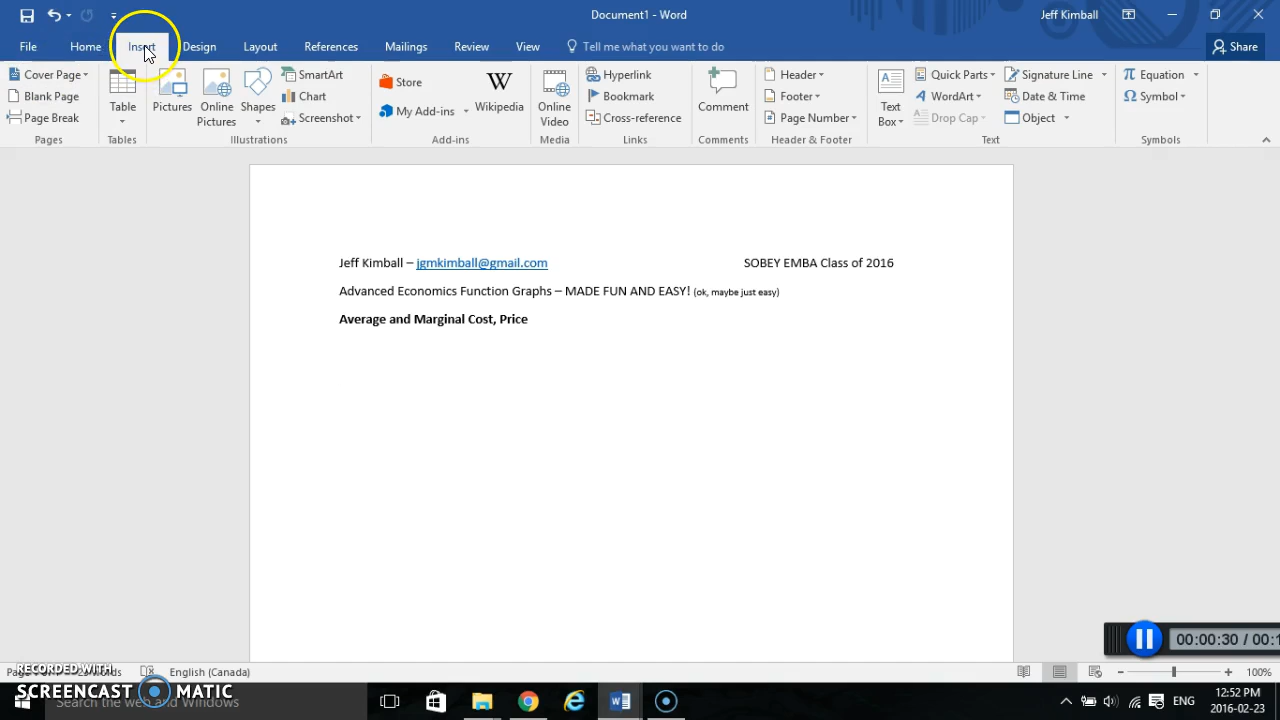 Document1 - Word
Jeff Kimball
File Home Insert Design Layout References Mailings Review View Tell me what you want to do Share
Cover Page
Blank Page
Page Break
Pages
Table
Tables
Pictures
Online Pictures
Shapes
SmartArt
Chart
Screenshot
Illustrations
Store
My Add-ins
Wikipedia
Add-ins
Online Video
Media
Hyperlink
Bookmark
Cross-reference
Links
Comment
Comments
Header
Footer
Page Number
Header & Footer
Text Box
Quick Parts
WordArt
Drop Cap
Signature Line
Date & Time
Object
Text
Equation
Symbol
Symbols
Jeff Kimball – jgmkimball@gmail.com SOBEY EMBA Class of 2016
Advanced Economics Function Graphs – MADE FUN AND EASY! (ok, maybe just easy)
Average and Marginal Cost, Price
00:00:30 / 00:1
words English (Canada) 100%
RECORDED WITH
SCREENCAST MATIC
Search the web and Windows
ENG
12:52 PM
2016-02-23